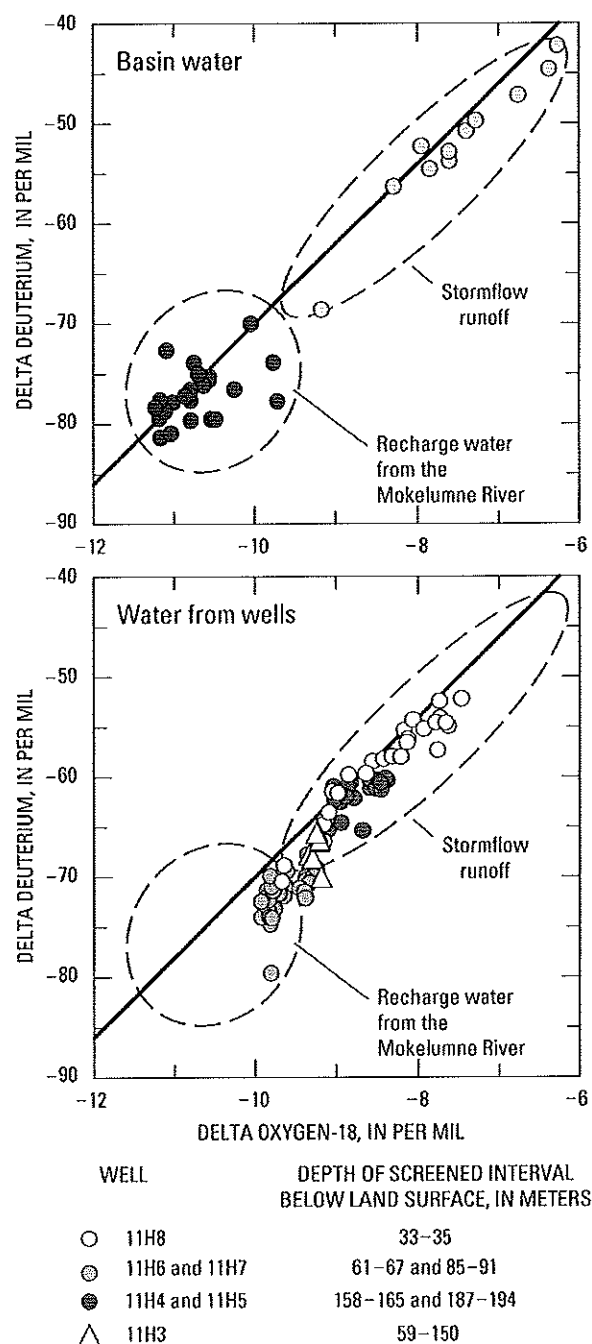 -40
-50
-60
-70
-80
-90
DELTA DEUTERIUM, IN PER MIL
Basin water
Stormflow
runoff
Recharge water
from the
Mokelumne River
-12
-10
-8
-6
-40
-50
-60
-70
-80
-90
DELTA DEUTERIUM, IN PER MIL
Water from wells
Stormflow
runoff
Recharge water
from the
Mokelumne River
-12
-10
-8
-6
DELTA OXYGEN-18, IN PER MIL
WELL
DEPTH OF SCREENED INTERVAL
BELOW LAND SURFACE, IN METERS
11H8
33-35
11H6 and 11H7
61-67 and 85-91
11H4 and 11H5
158-165 and 187-194
11H3
59-150